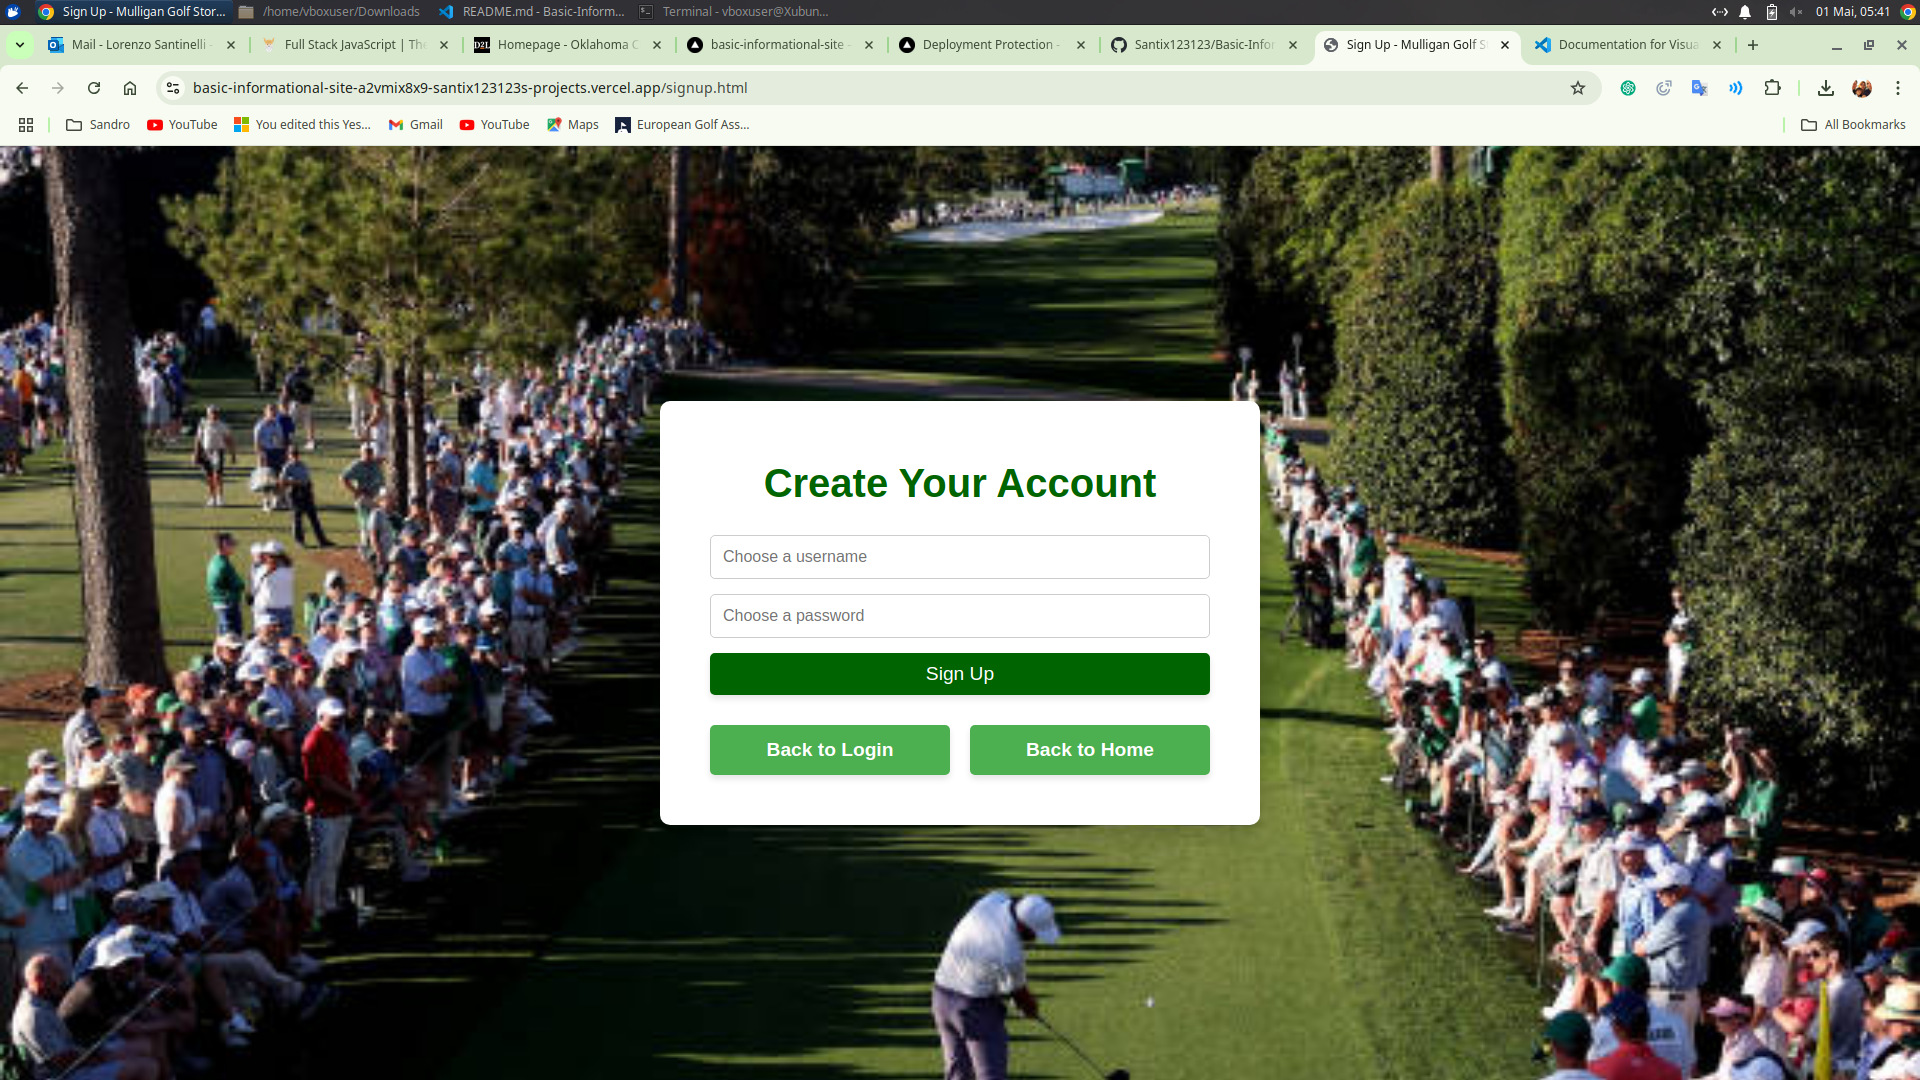 Sign Up - Mulligan Golf Stor...
/home/vboxuser/Downloads
README.md - Basic-Inform...
Terminal - vboxuser@Xubun...
01 Mai, 05:41
Mail - Lorenzo Santinelli -
Full Stack JavaScript | The
D2L
Homepage - Oklahoma C
basic-informational-site -
Deployment Protection -
Santix123123/Basic-Infor
Sign Up - Mulligan Golf S
Documentation for Visua
basic-informational-site-a2vmix8x9-santix123123s-projects.vercel.app/signup.html
Sandro
YouTube
You edited this Yes...
Gmail
YouTube
Maps
European Golf Ass...
All Bookmarks
Create Your Account
Choose a username
Choose a password
Sign Up
Back to Login
Back to Home